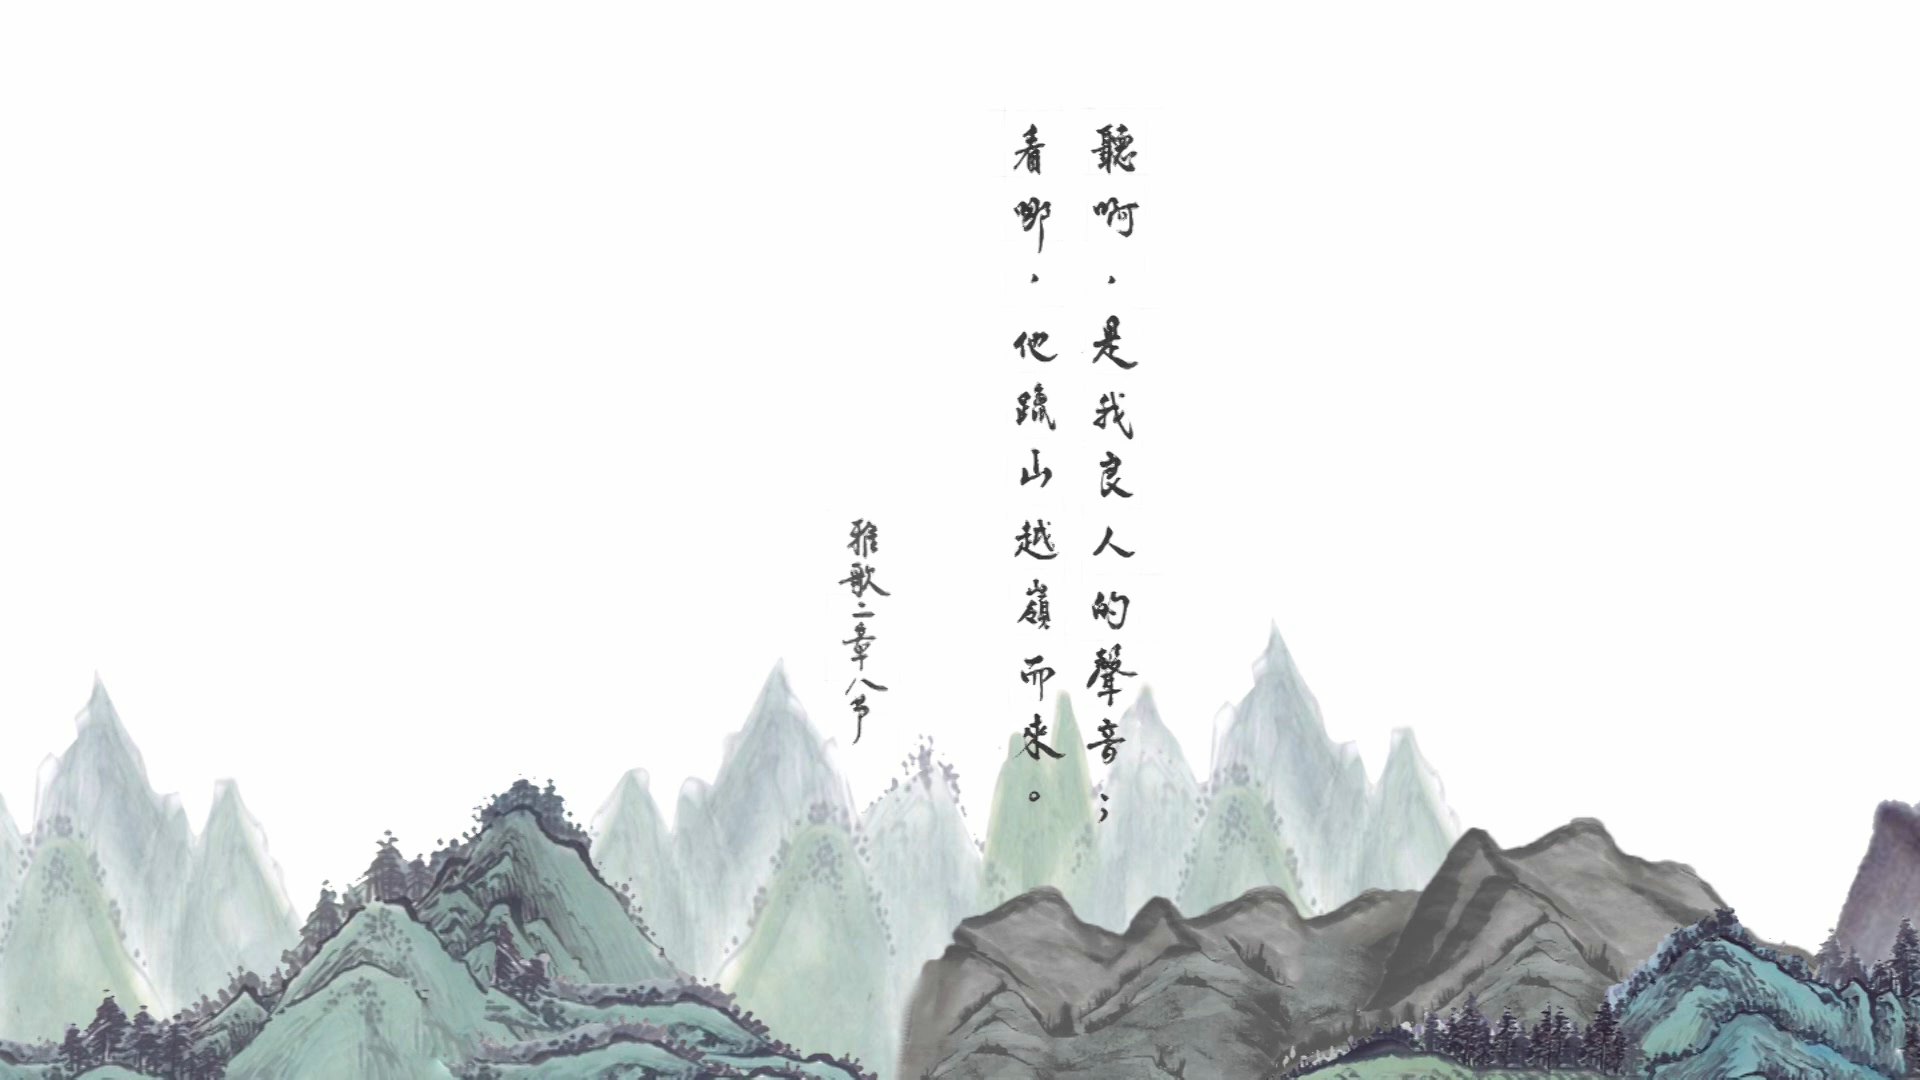 聽啊，是我良人的聲音；
看哪，他躐山越嶺而來。
雅歌二章八节